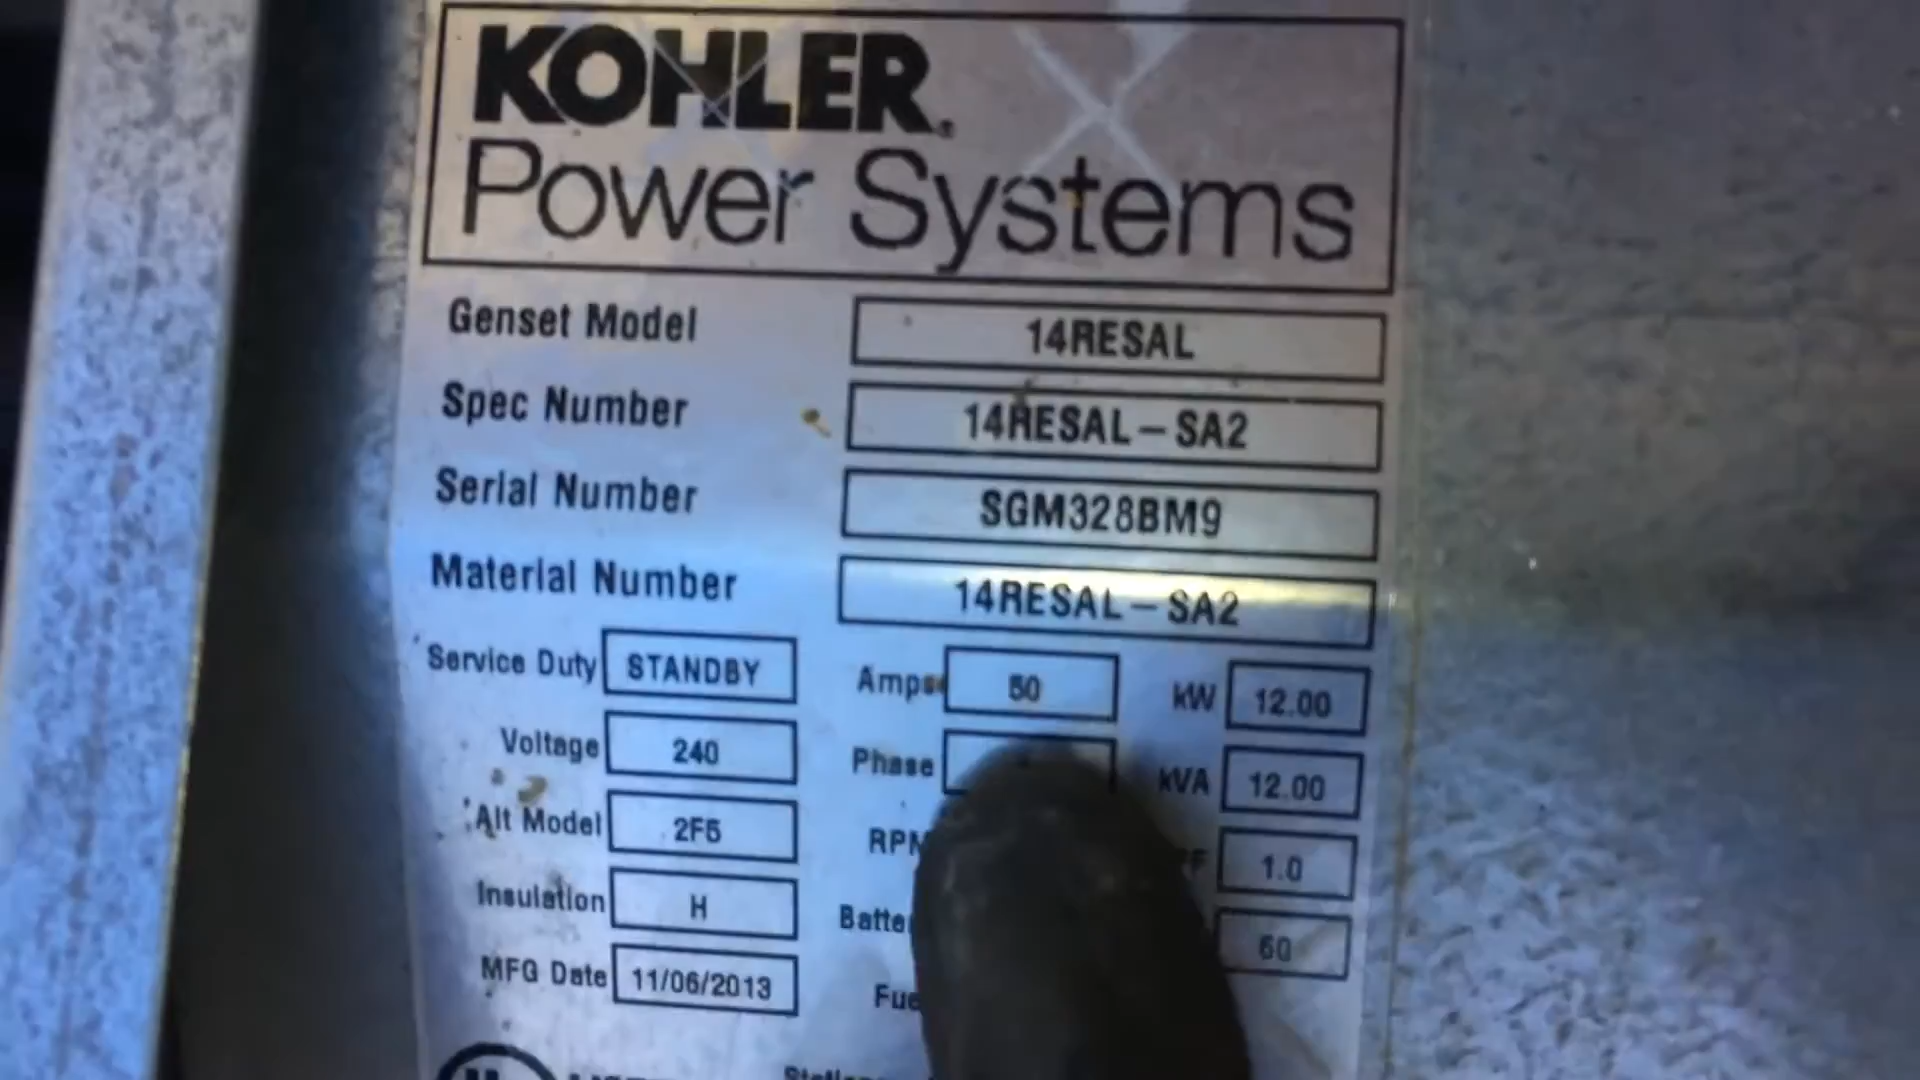 KOHLER.
Power Systems
Genset Model 14RESAL
Spec Number 14RESAL-SA2
Serial Number SGM328BM9
Material Number 14RESAL-SA2
Service Duty STANDBY Amps 50 kW 12.00
Voltage 240 Phase kVA 12.00
Alt Model 2F5 RPM 1.0
Insulation H 60
MFG Date 11/06/2013